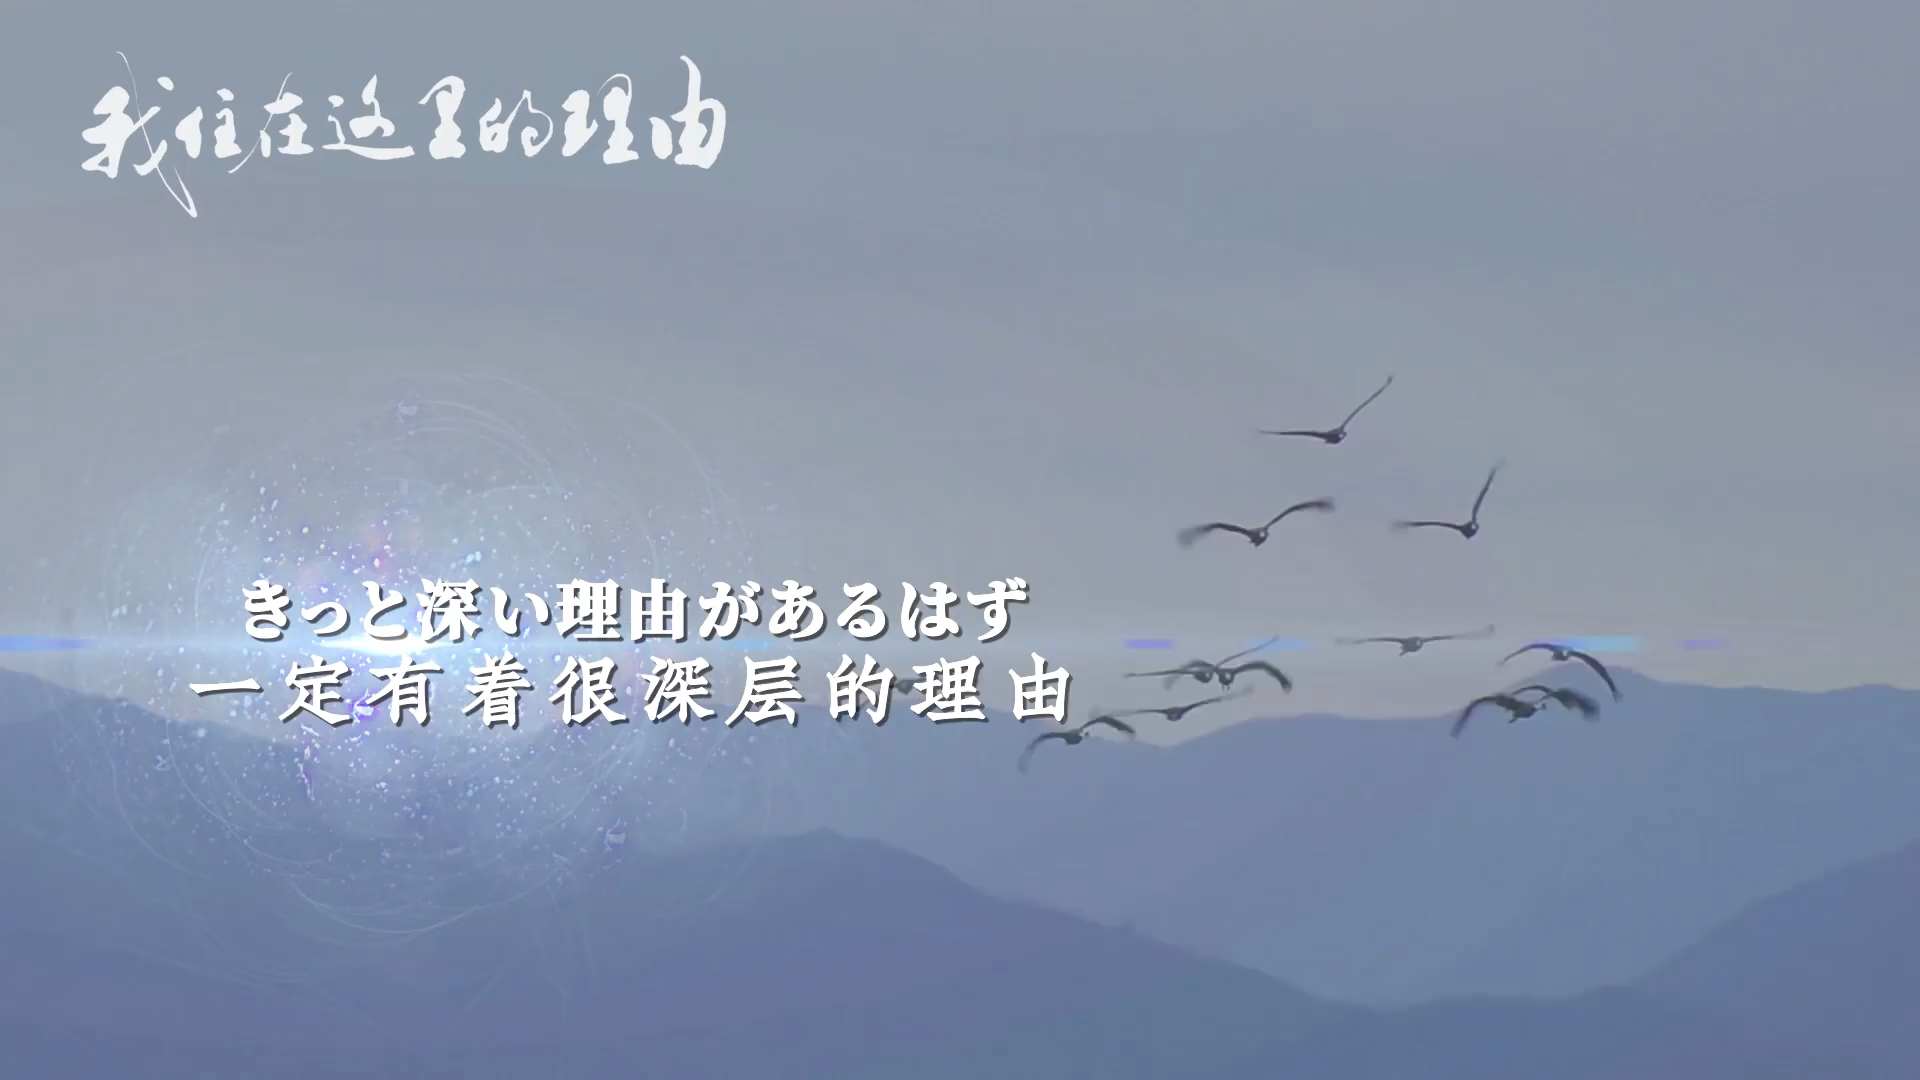 我住在这里的理由
きっと深い理由があるはず
一定有着很深层的理由